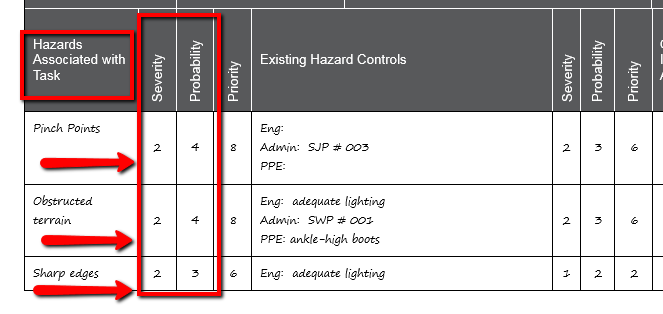 Hazards
Associated with
Task
Severity
Probability
Priority
Existing Hazard Controls
Severity
Probability
Priority
Pinch Points
2
4
8
Eng:
Admin: SJP # 003
PPE:
2
3
6
Obstructed
terrain
2
4
8
Eng: adequate lighting
Admin: SWP # 001
PPE: ankle-high boots
2
3
6
Sharp edges
2
3
6
Eng: adequate lighting
1
2
2